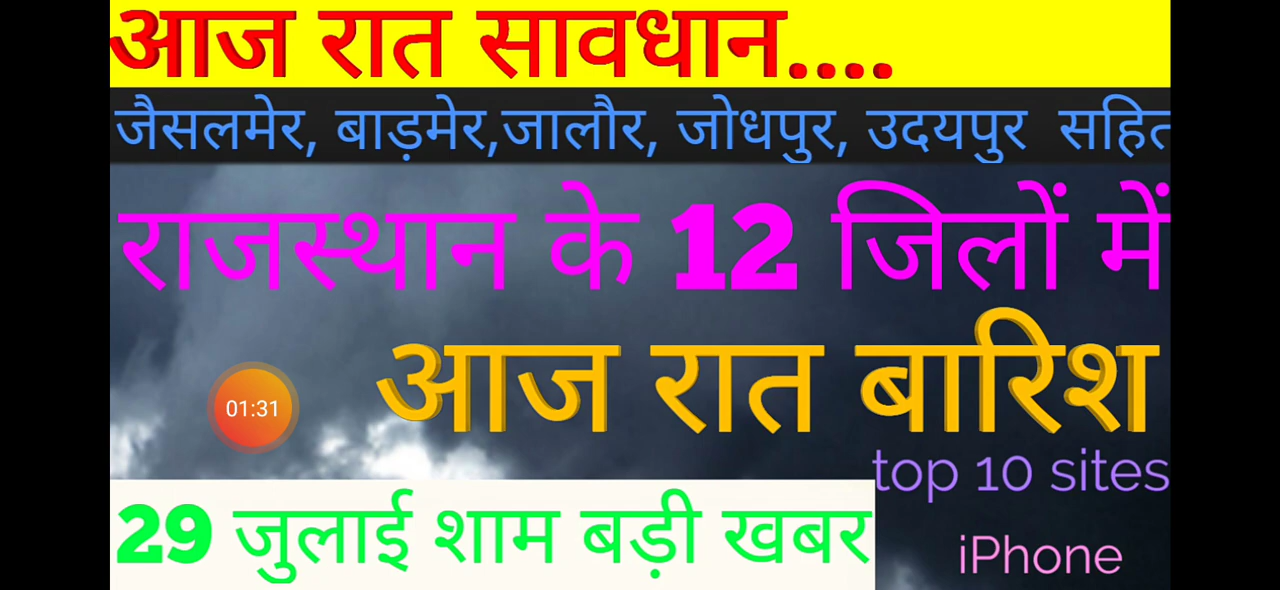 आज रात सावधान....
जैसलमेर, बाड़मेर,जालौर, जोधपुर, उदयपुर सहित
राजस्थान के 12 जिलों में
आज रात बारिश
01:31
top 10 sites
29 जुलाई शाम बड़ी खबर
iPhone